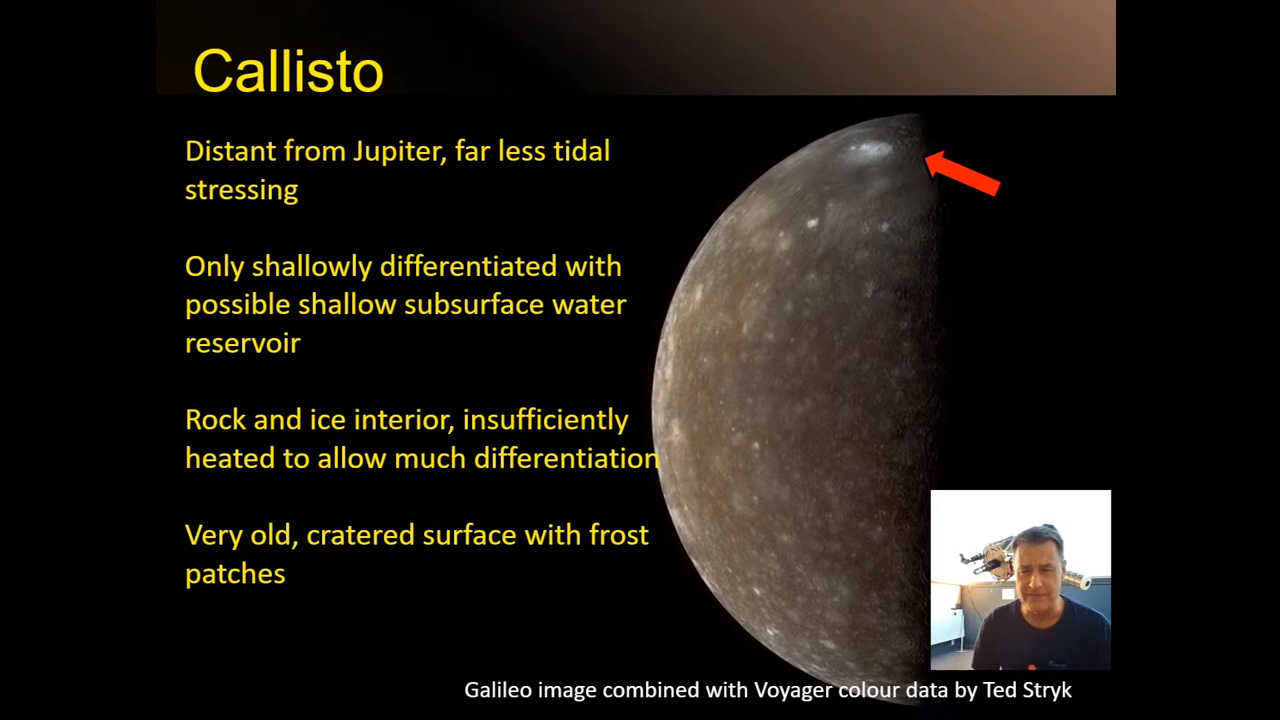 Callisto
Distant from Jupiter, far less tidal
stressing
Only shallowly differentiated with
possible shallow subsurface water
reservoir
Rock and ice interior, insufficiently
heated to allow much differentiation
Very old, cratered surface with frost
patches
Galileo image combined with Voyager colour data by Ted Stryk